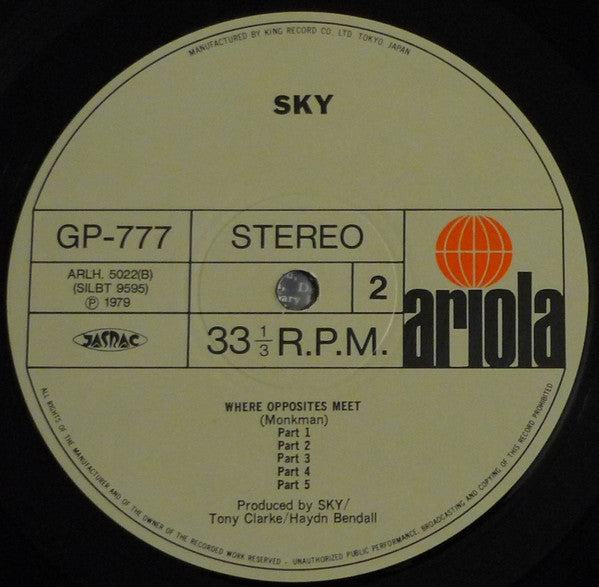 MANUFACTURED BY KING RECORD CO. LTD. TOKYO, JAPAN
SKY
GP-777
STEREO
ARLH. 5022(B)
(SILBT 9595)
Ⓟ 1979
2
ariola
JASRAC
33 1/3 R.P.M.
WHERE OPPOSITES MEET
(Monkman)
Part 1
Part 2
Part 3
Part 4
Part 5
Produced by SKY/
Tony Clarke/Haydn Bendall
ALL RIGHTS OF THE MANUFACTURER AND OF THE OWNER OF THE RECORDED WORK RESERVED - UNAUTHORIZED PUBLIC PERFORMANCE, BROADCASTING AND COPYING OF THIS RECORD PROHIBITED